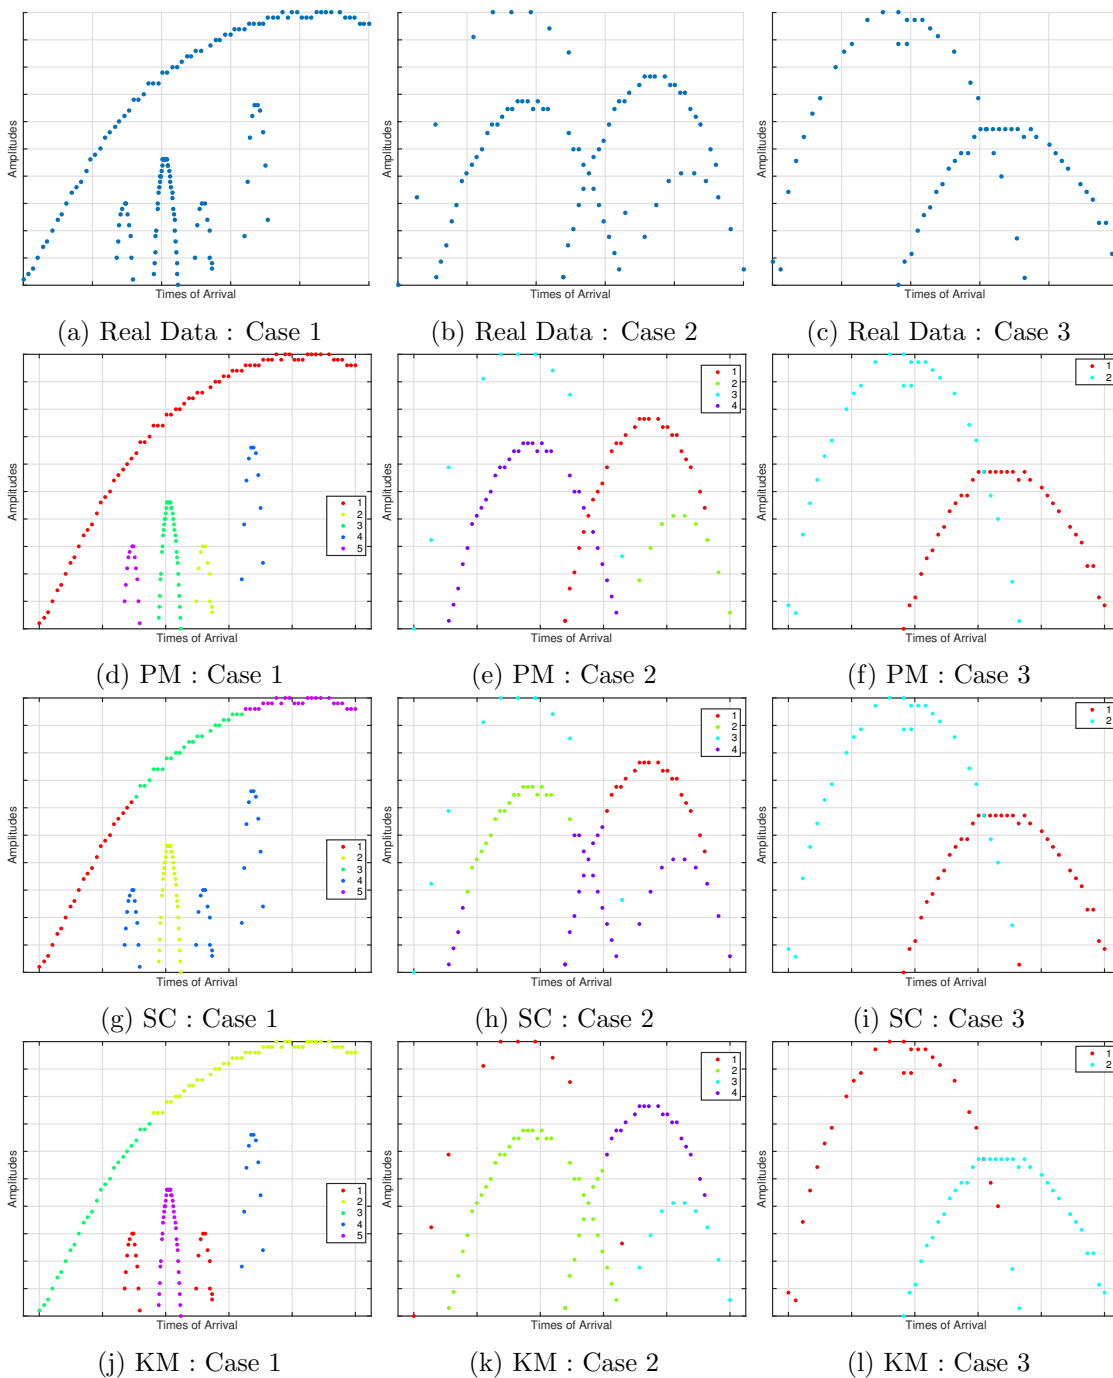 Amplitudes
Amplitudes
Amplitudes
Times of Arrival
Times of Arrival
Times of Arrival
(a) Real Data : Case 1
(b) Real Data : Case 2
(c) Real Data : Case 3
Amplitudes
1
2
3
4
5
Amplitudes
1
2
3
4
Amplitudes
1
2
Times of Arrival
Times of Arrival
Times of Arrival
(d) PM : Case 1
(e) PM : Case 2
(f) PM : Case 3
Amplitudes
1
2
3
4
5
Amplitudes
1
2
3
4
Amplitudes
1
2
Times of Arrival
Times of Arrival
Times of Arrival
(g) SC : Case 1
(h) SC : Case 2
(i) SC : Case 3
Amplitudes
1
2
3
4
5
Amplitudes
1
2
3
4
Amplitudes
1
2
Times of Arrival
Times of Arrival
Times of Arrival
(j) KM : Case 1
(k) KM : Case 2
(l) KM : Case 3